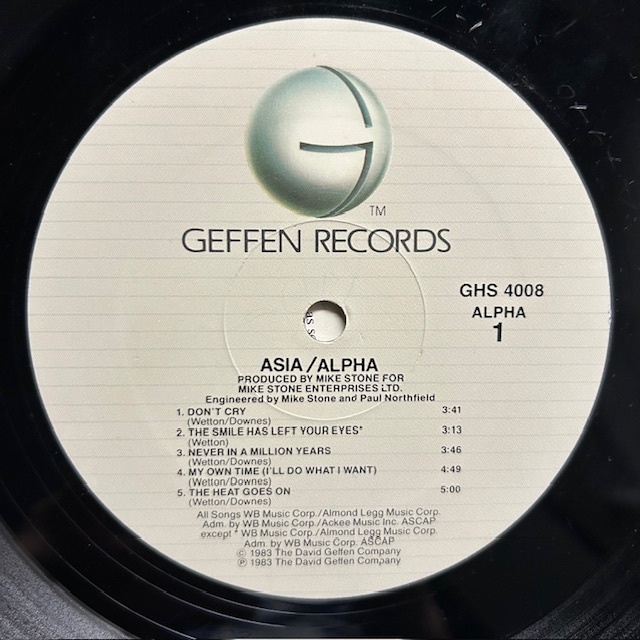 TM
GEFFEN RECORDS
GHS 4008
ALPHA
1
ASIA/ALPHA
PRODUCED BY MIKE STONE FOR
MIKE STONE ENTERPRISES LTD.
Engineered by Mike Stone and Paul Northfield
1. DON'T CRY 3:41
(Wetton/Downes)
2. THE SMILE HAS LEFT YOUR EYES* 3:13
(Wetton)
3. NEVER IN A MILLION YEARS 3:46
(Wetton/Downes)
4. MY OWN TIME (I'LL DO WHAT I WANT) 4:49
(Wetton/Downes)
5. THE HEAT GOES ON 5:00
(Wetton/Downes)
All Songs WB Music Corp./Almond Legg Music Corp.
Adm. by WB Music Corp./Ackee Music Inc. ASCAP
except * WB Music Corp./Almond Legg Music Corp.
Adm. by WB Music Corp. ASCAP
© 1983 The David Geffen Company
℗ 1983 The David Geffen Company